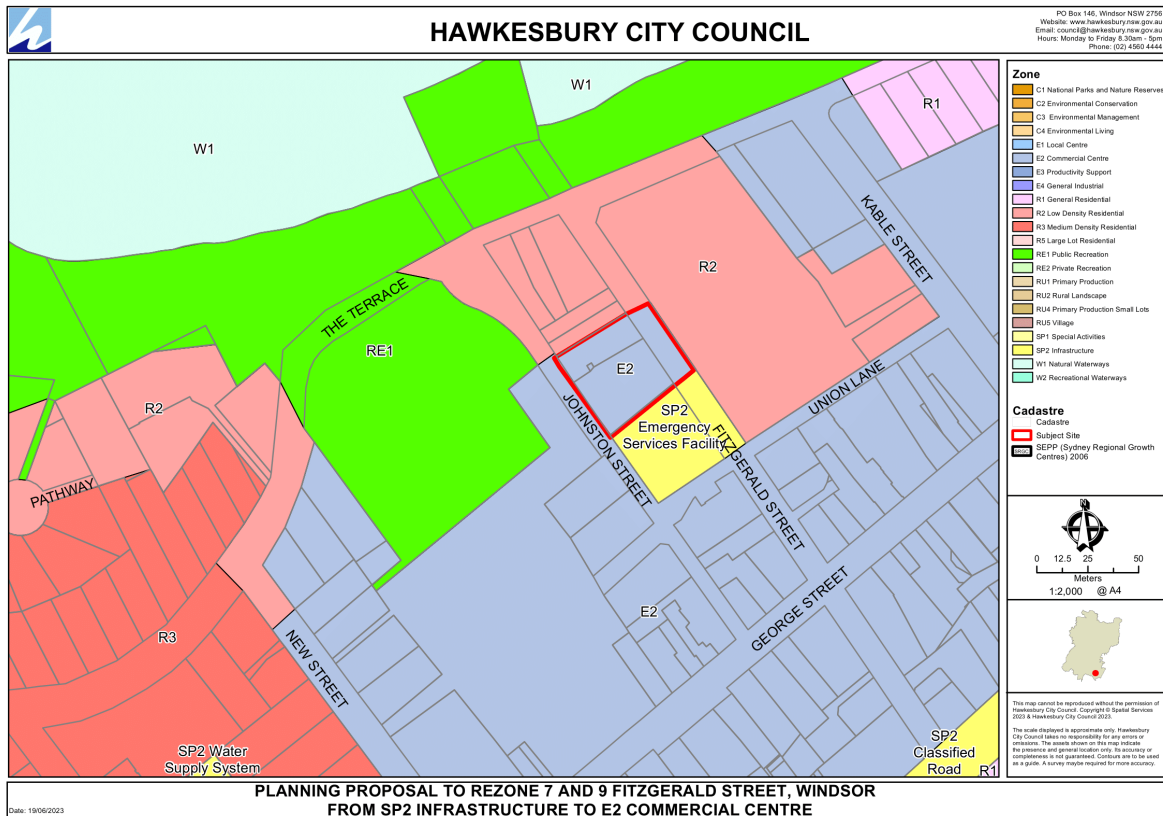 HAWKESBURY CITY COUNCIL
PO Box 146, Windsor NSW 2756
Website: www.hawkesbury.nsw.gov.au
Email: council@hawkesbury.nsw.gov.au
Hours: Monday to Friday 8.30am - 5pm
Phone: (02) 4560 4444
W1
W1
R1
KABLE STREET
R2
THE TERRACE
RE1
E2
JOHNSTON STREET
SP2
Emergency
Services Facility
FITZGERALD STREET
UNION LANE
R2
PATHWAY
GEORGE STREET
E2
R3
NEW STREET
SP2 Water
Supply System
SP2
Classified
Road
R1
Zone
C1 National Parks and Nature Reserves
C2 Environmental Conservation
C3 Environmental Management
C4 Environmental Living
E1 Local Centre
E2 Commercial Centre
E3 Productivity Support
E4 General Industrial
R1 General Residential
R2 Low Density Residential
R3 Medium Density Residential
R5 Large Lot Residential
RE1 Public Recreation
RE2 Private Recreation
RU1 Primary Production
RU2 Rural Landscape
RU4 Primary Production Small Lots
RU5 Village
SP1 Special Activities
SP2 Infrastructure
W1 Natural Waterways
W2 Recreational Waterways
Cadastre
Cadastre
Subject Site
SRGC SEPP (Sydney Regional Growth
Centres) 2006
N
0 12.5 25 50
Meters
1:2,000 @ A4
This map cannot be reproduced without the permission of
Hawkesbury City Council. Copyright © Spatial Services
2023 & Hawkesbury City Council 2023.
The scale displayed is approximate only. Hawkesbury
City Council takes no responsibility for any errors or
omissions. The assets shown on this map indicate
the presence and general location only. Its accuracy or
completeness is not guaranteed. Contours are to be used
as a guide. A survey maybe required for more accuracy.
PLANNING PROPOSAL TO REZONE 7 AND 9 FITZGERALD STREET, WINDSOR
FROM SP2 INFRASTRUCTURE TO E2 COMMERCIAL CENTRE
Date: 19/06/2023